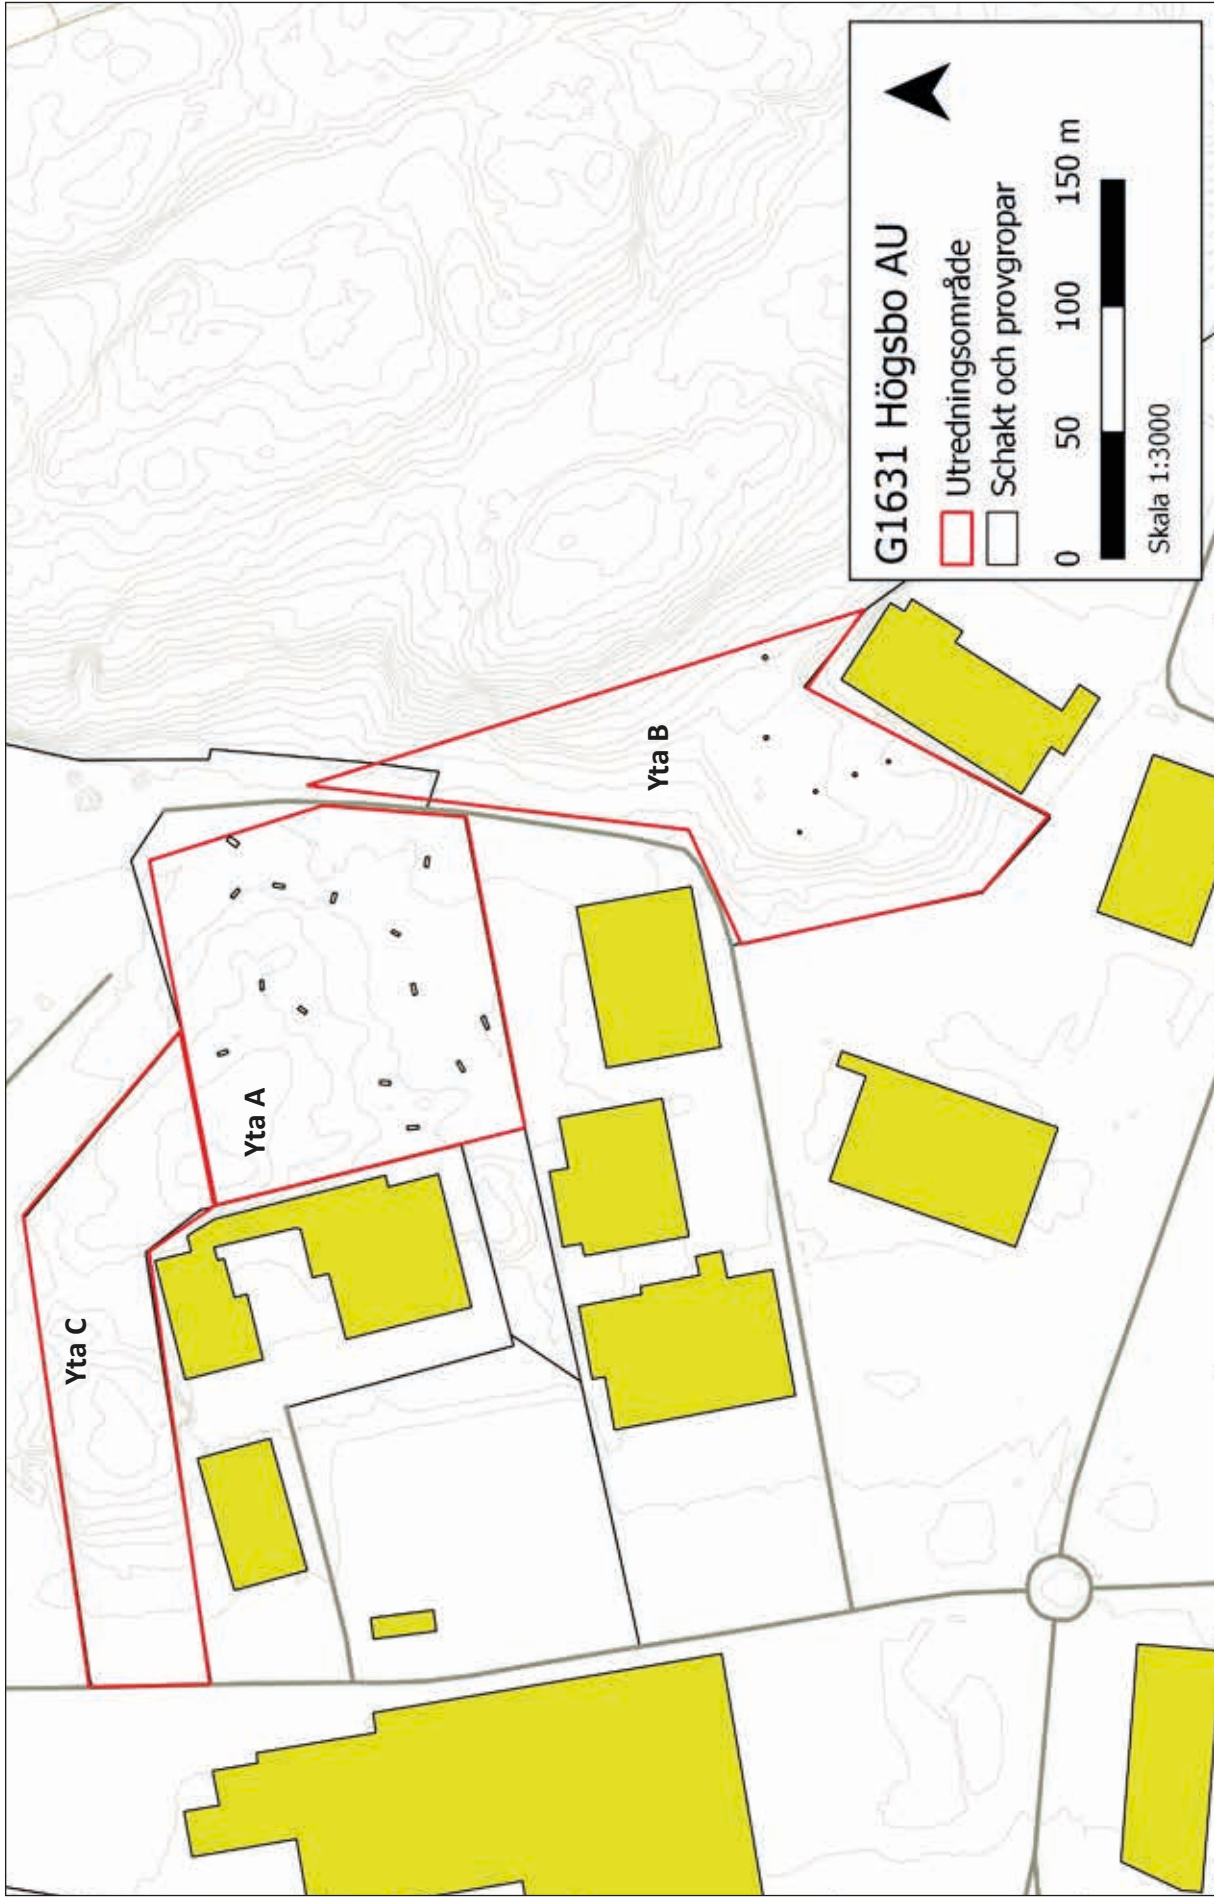 Yta C
Yta A
Yta B
G1631 Högsbo AU
Utredningsområde
Schakt och provgropar
0 50 100 150 m
Skala 1:3000